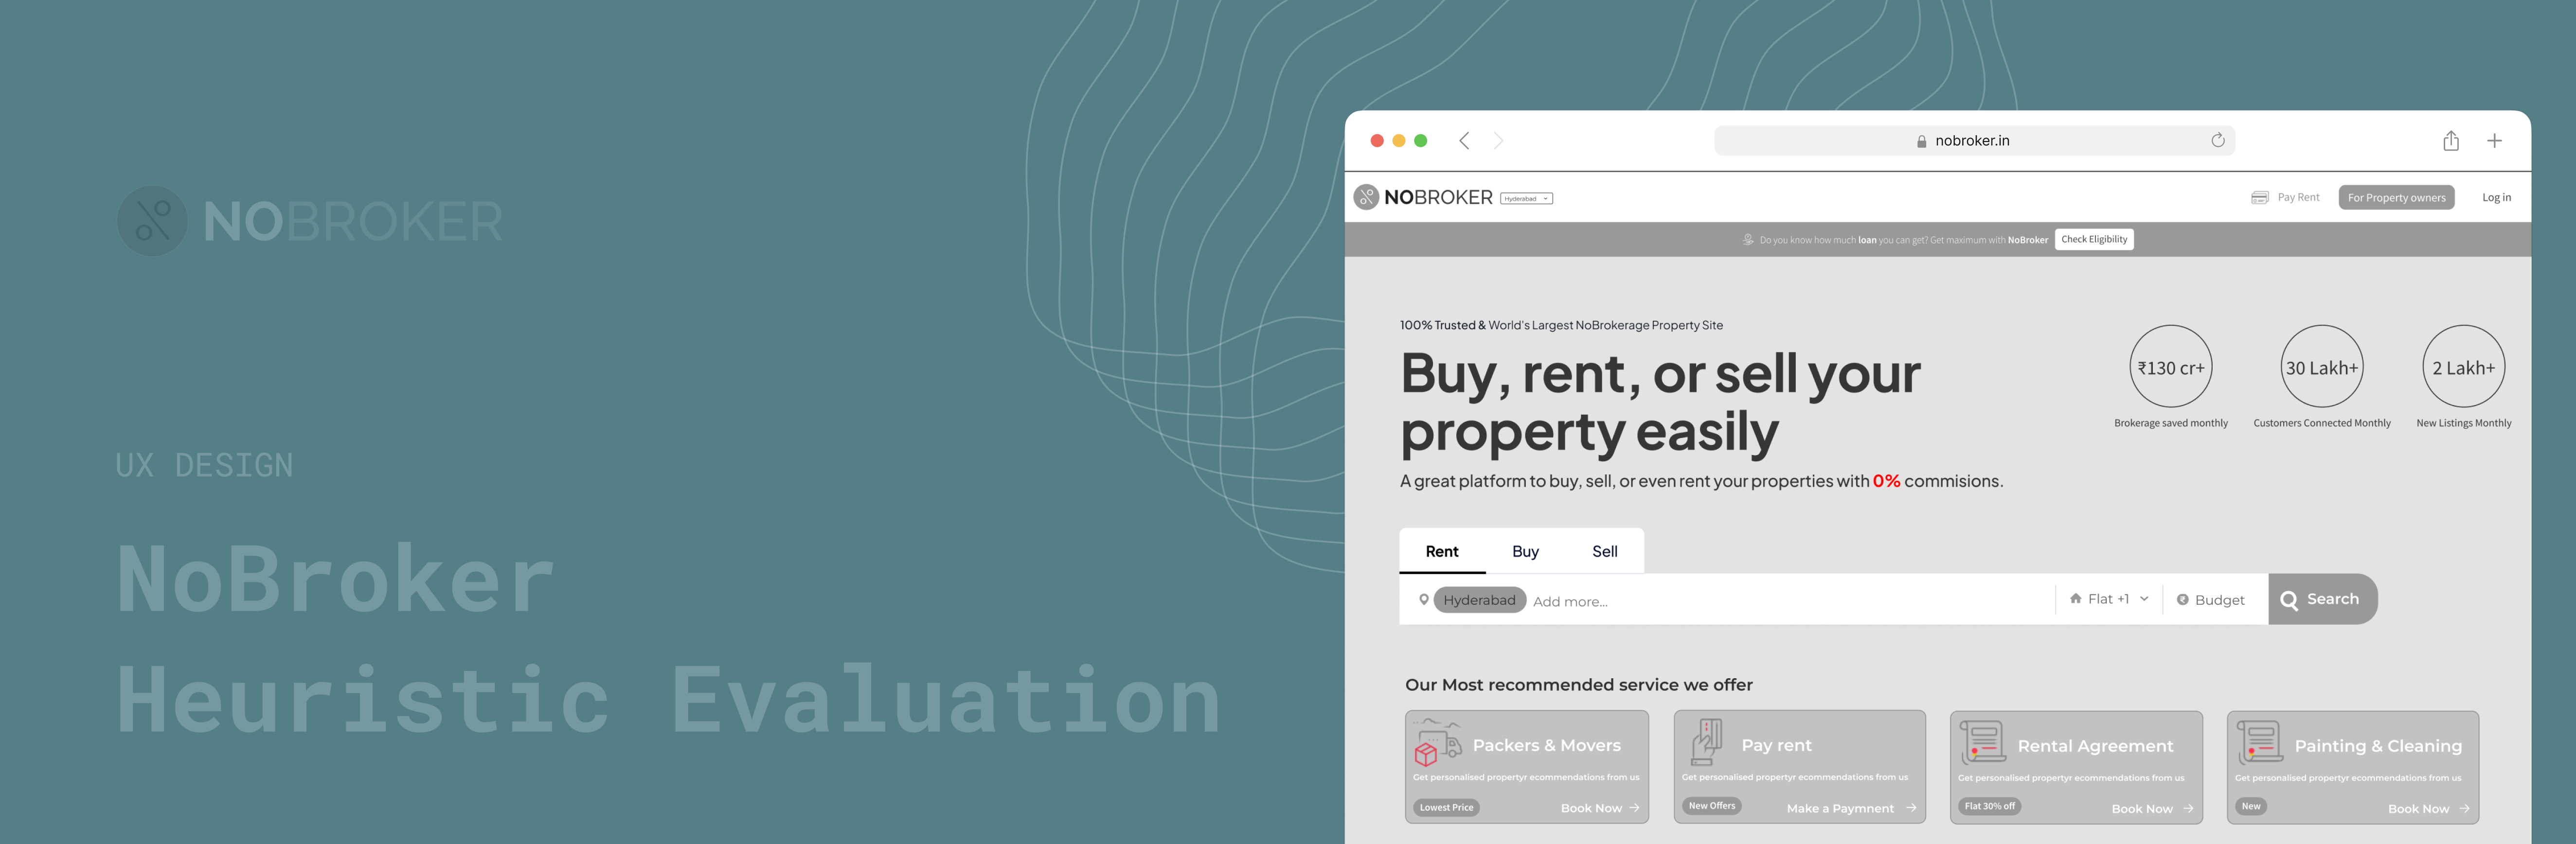 NOBROKER
UX DESIGN
NoBroker
Heuristic Evaluation
nobroker.in
NOBROKER
Hyderabad
Pay Rent
For Property owners
Log in
Do you know how much loan you can get? Get maximum with NoBroker
Check Eligibility
100% Trusted & World's Largest NoBrokerage Property Site
Buy, rent, or sell your
property easily
A great platform to buy, sell, or even rent your properties with 0% commisions.
₹130 cr+
Brokerage saved monthly
30 Lakh+
Customers Connected Monthly
2 Lakh+
New Listings Monthly
Rent
Buy
Sell
Hyderabad
Add more...
Flat +1
Budget
Search
Our Most recommended service we offer
Packers & Movers
Get personalised propertyr ecommendations from us
Lowest Price
Book Now
Pay rent
Get personalised propertyr ecommendations from us
New Offers
Make a Paymnent
Rental Agreement
Get personalised propertyr ecommendations from us
Flat 30% off
Book Now
Painting & Cleaning
Get personalised propertyr ecommendations from us
New
Book Now